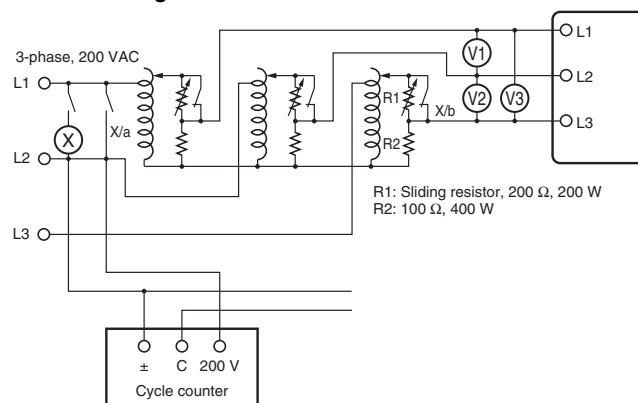 3-phase, 200 VAC
L1
L2
L3
X
X/a
R1
R2
X/b
V1
V2
V3
L1
L2
L3
R1: Sliding resistor, 200 Ω, 200 W
R2: 100 Ω, 400 W
± C 200 V
Cycle counter